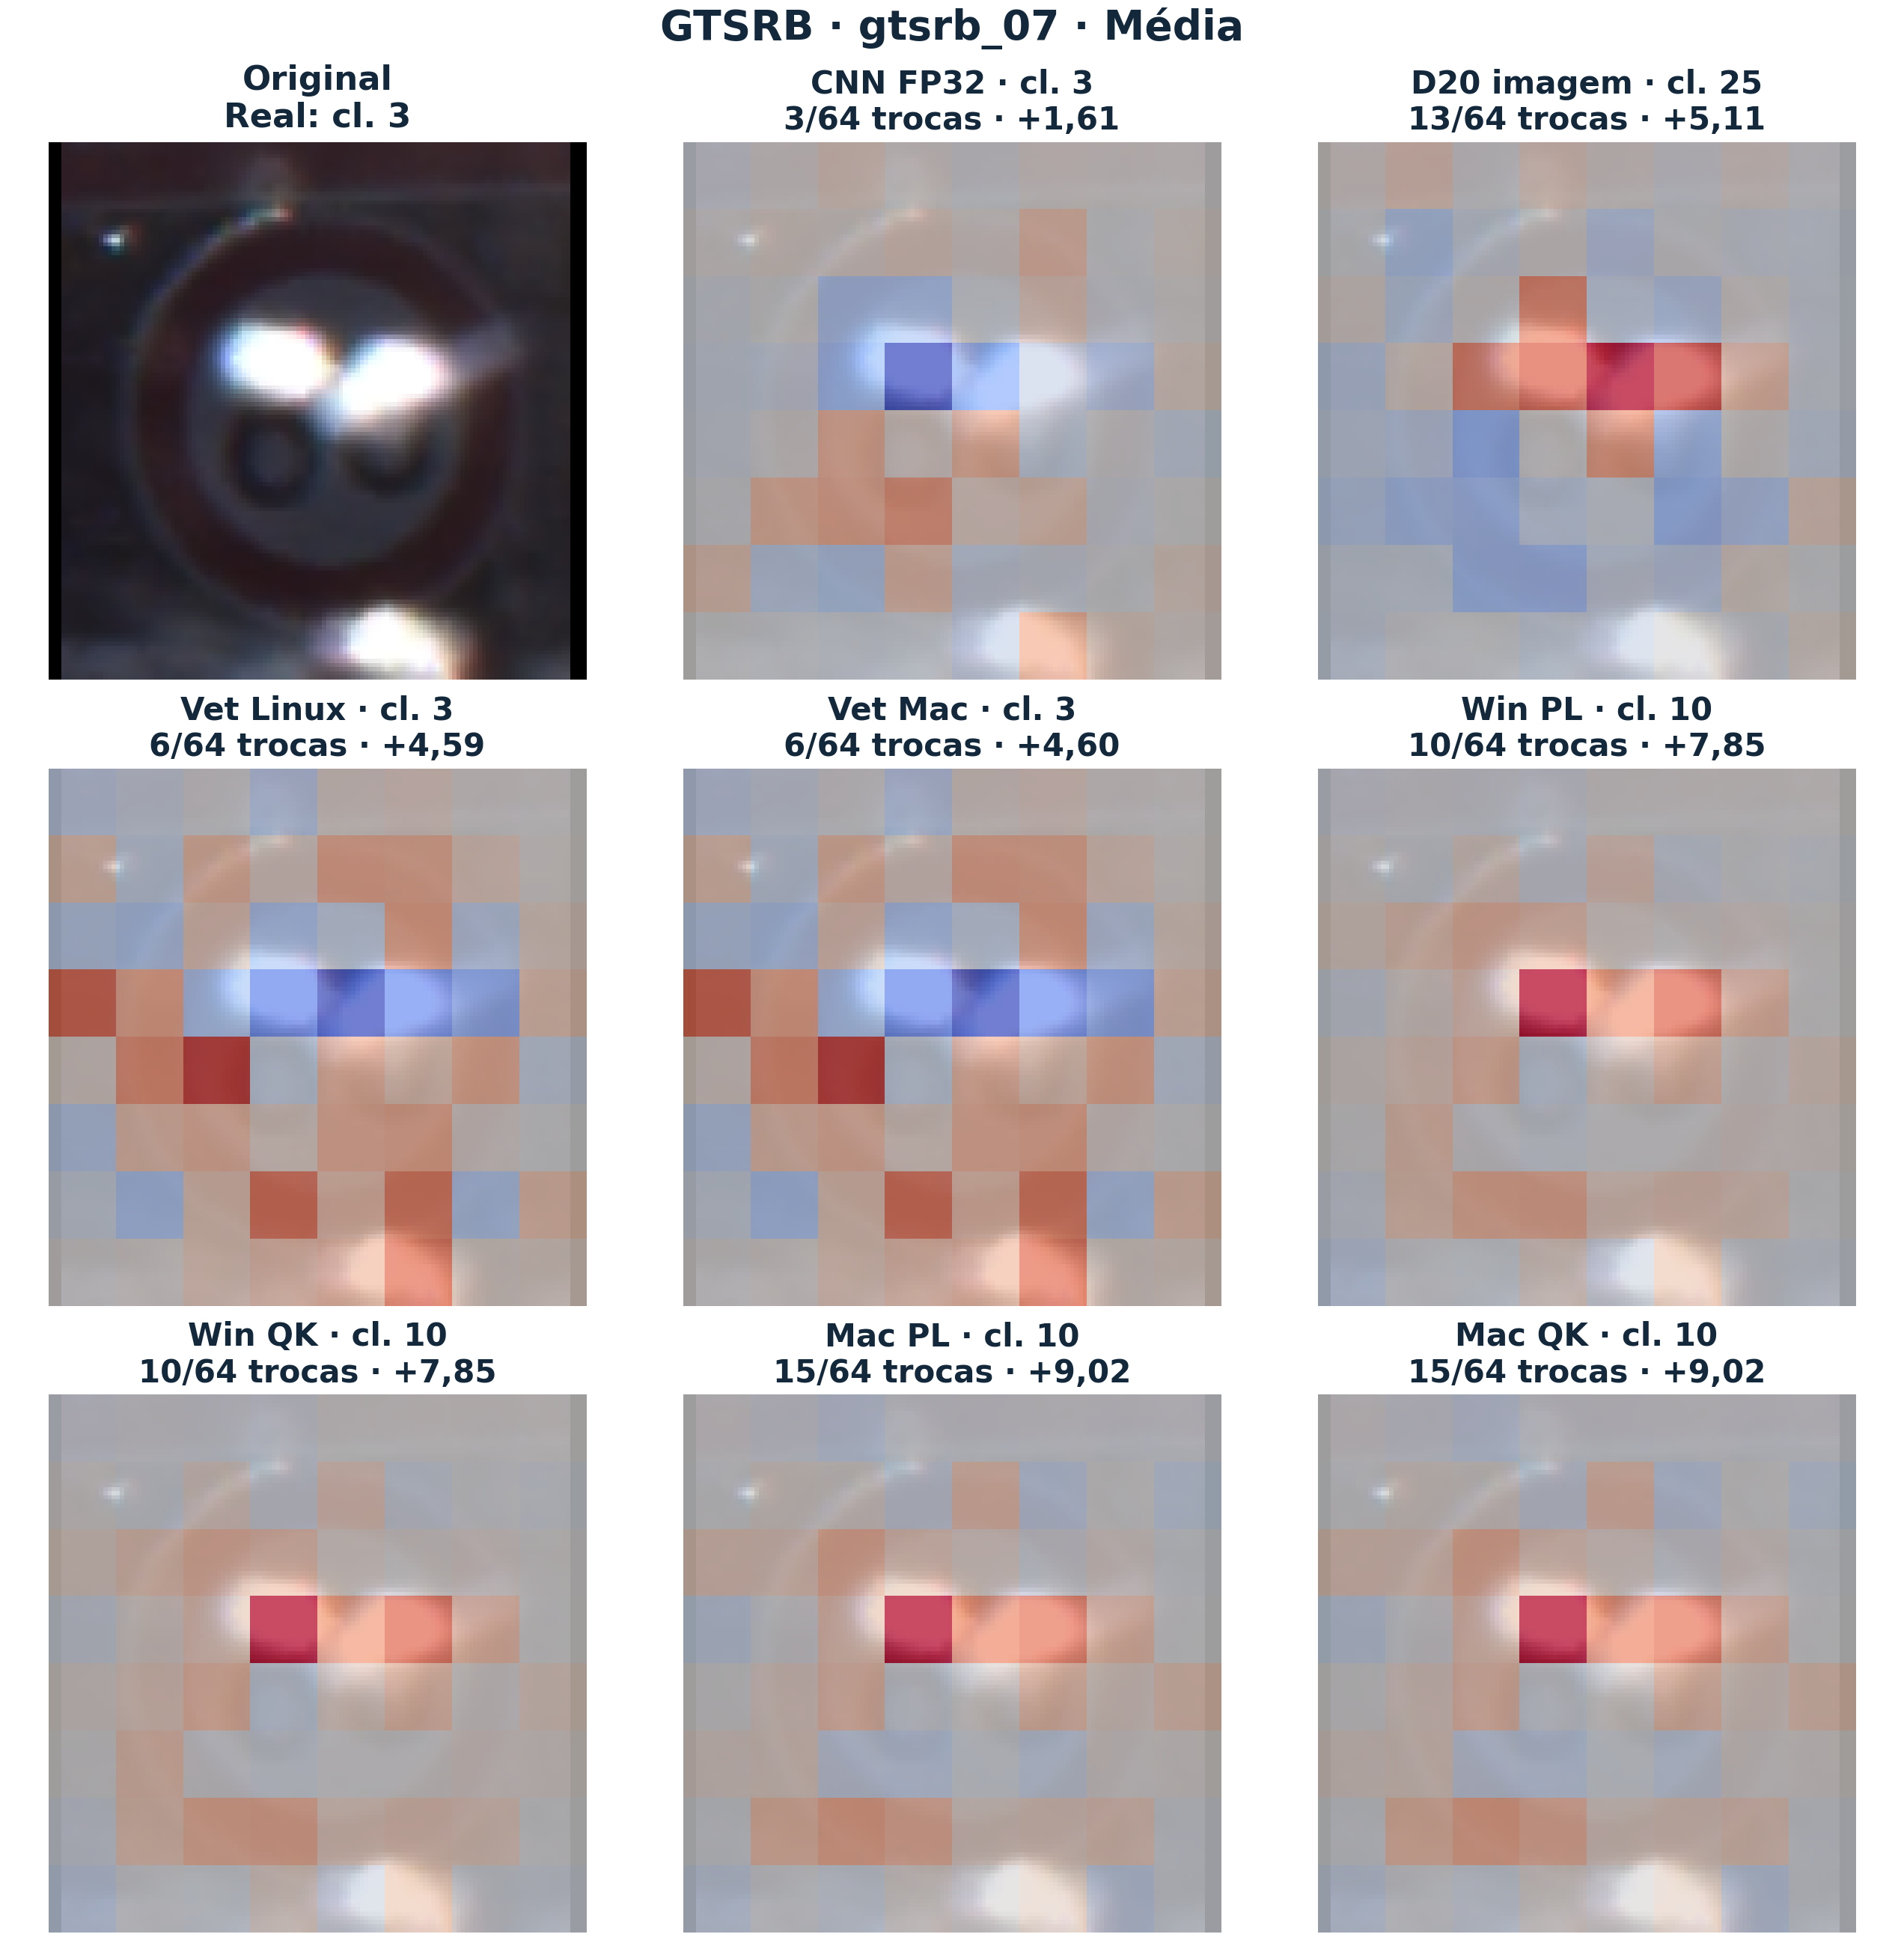 GTSRB · gtsrb_07 · Média
Original
Real: cl. 3
CNN FP32 · cl. 3
3/64 trocas · +1,61
D20 imagem · cl. 25
13/64 trocas · +5,11
Vet Linux · cl. 3
6/64 trocas · +4,59
Vet Mac · cl. 3
6/64 trocas · +4,60
Win PL · cl. 10
10/64 trocas · +7,85
Win QK · cl. 10
10/64 trocas · +7,85
Mac PL · cl. 10
15/64 trocas · +9,02
Mac QK · cl. 10
15/64 trocas · +9,02